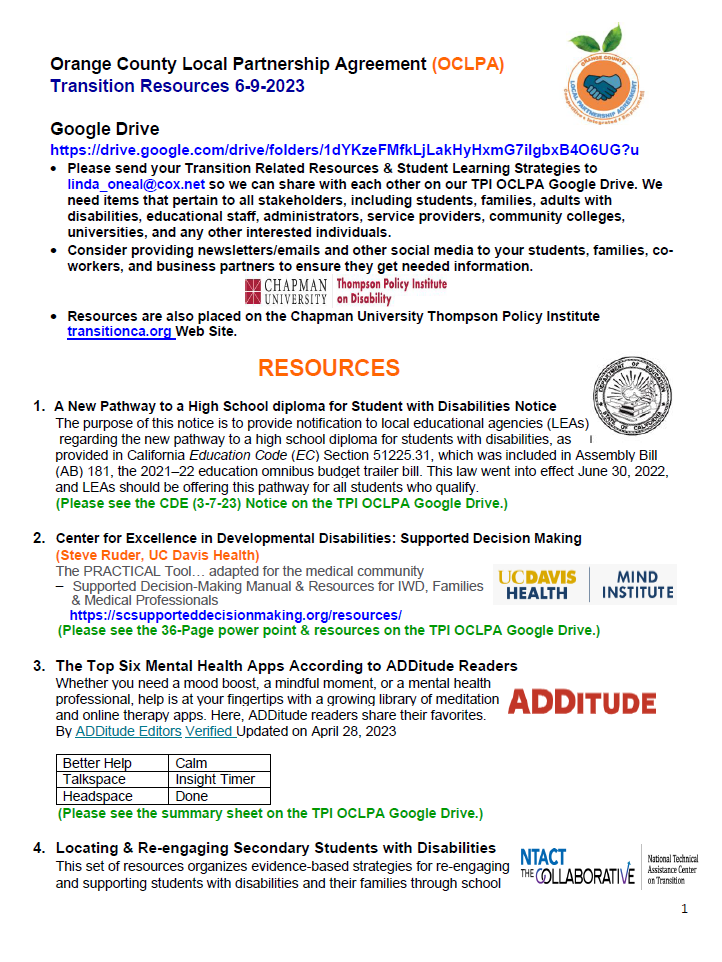 Orange County Local Partnership Agreement (OCLPA)
Transition Resources 6-9-2023
ORANGE COUNTY
LOCAL PARTNERSHIP AGREEMENT
Competitive • Integrated • Employment
Google Drive
https://drive.google.com/drive/folders/1dYKzeFMfkLjLakHyHxmG7iIgbxB4O6UG?u
• Please send your Transition Related Resources & Student Learning Strategies to
linda_oneal@cox.net so we can share with each other on our TPI OCLPA Google Drive. We
need items that pertain to all stakeholders, including students, families, adults with
disabilities, educational staff, administrators, service providers, community colleges,
universities, and any other interested individuals.
• Consider providing newsletters/emails and other social media to your students, families, co-
workers, and business partners to ensure they get needed information.
CHAPMAN UNIVERSITY
Thompson Policy Institute
on Disability
• Resources are also placed on the Chapman University Thompson Policy Institute
transitionca.org Web Site.
RESOURCES
DEPARTMENT OF EDUCATION
STATE OF CALIFORNIA
1. A New Pathway to a High School diploma for Student with Disabilities Notice
The purpose of this notice is to provide notification to local educational agencies (LEAs)
regarding the new pathway to a high school diploma for students with disabilities, as
provided in California Education Code (EC) Section 51225.31, which was included in Assembly Bill
(AB) 181, the 2021–22 education omnibus budget trailer bill. This law went into effect June 30, 2022,
and LEAs should be offering this pathway for all students who qualify.
(Please see the CDE (3-7-23) Notice on the TPI OCLPA Google Drive.)
2. Center for Excellence in Developmental Disabilities: Supported Decision Making
(Steve Ruder, UC Davis Health)
The PRACTICAL Tool… adapted for the medical community
– Supported Decision-Making Manual & Resources for IWD, Families
& Medical Professionals
https://scsupporteddecisionmaking.org/resources/
(Please see the 36-Page power point & resources on the TPI OCLPA Google Drive.)
UCDAVIS HEALTH
MIND INSTITUTE
3. The Top Six Mental Health Apps According to ADDitude Readers
Whether you need a mood boost, a mindful moment, or a mental health
professional, help is at your fingertips with a growing library of meditation
and online therapy apps. Here, ADDitude readers share their favorites.
By ADDitude Editors Verified Updated on April 28, 2023
ADDITUDE
Better Help Calm
Talkspace Insight Timer
Headspace Done
(Please see the summary sheet on the TPI OCLPA Google Drive.)
4. Locating & Re-engaging Secondary Students with Disabilities
This set of resources organizes evidence-based strategies for re-engaging
and supporting students with disabilities and their families through school
NTACT
THE COLLABORATIVE
National Technical
Assistance Center
on Transition
1